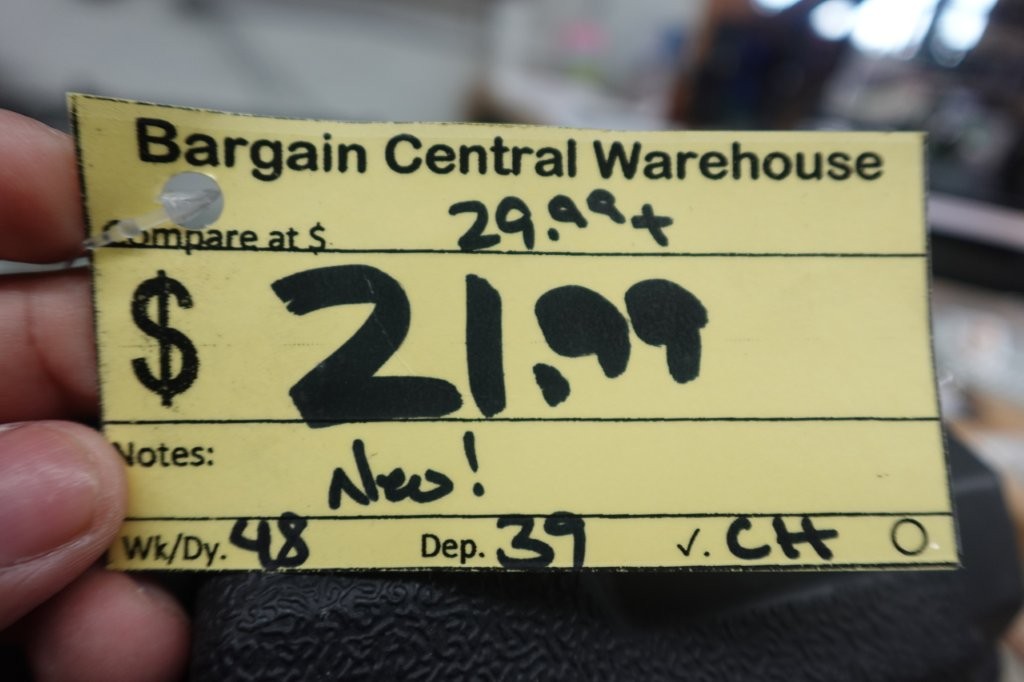 Bargain Central Warehouse
Compare at $ 29.99+
$ 21.99
Notes: New!
Wk/Dy. 48 Dep. 39 ✓. CH